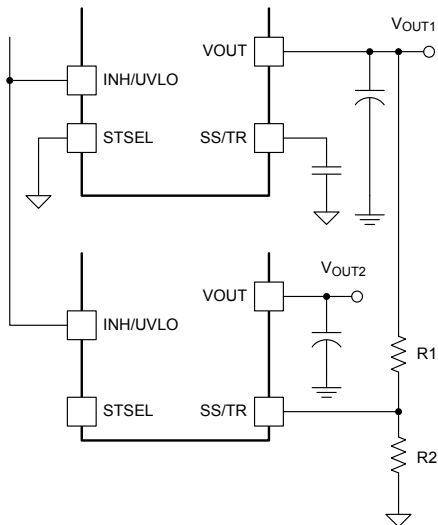 VOUT
VOUT1
INH/UVLO
STSEL
SS/TR
VOUT2
VOUT
INH/UVLO
R1
STSEL
SS/TR
R2